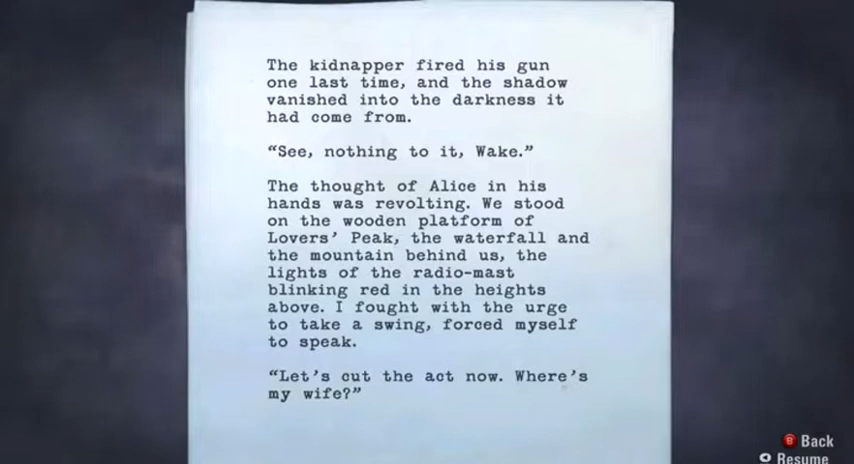 The kidnapper fired his gun
one last time, and the shadow
vanished into the darkness it
had come from.
“See, nothing to it, Wake.”
The thought of Alice in his
hands was revolting. We stood
on the wooden platform of
Lovers’ Peak, the waterfall and
the mountain behind us, the
lights of the radio-mast
blinking red in the heights
above. I fought with the urge
to take a swing, forced myself
to speak.
“Let’s cut the act now. Where’s
my wife?”
B Back
Resume